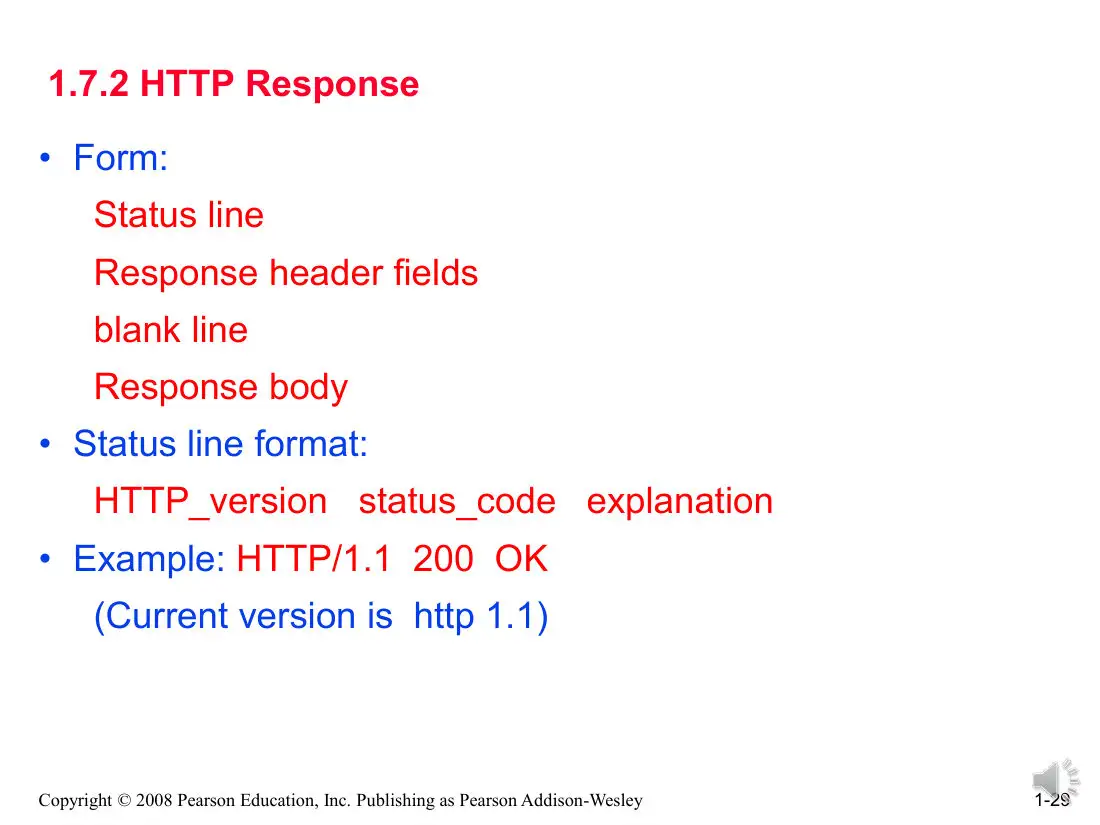 1.7.2 HTTP Response
• Form:
Status line
Response header fields
blank line
Response body
• Status line format:
HTTP_version status_code explanation
• Example: HTTP/1.1 200 OK
(Current version is http 1.1)
Copyright © 2008 Pearson Education, Inc. Publishing as Pearson Addison-Wesley
1-29